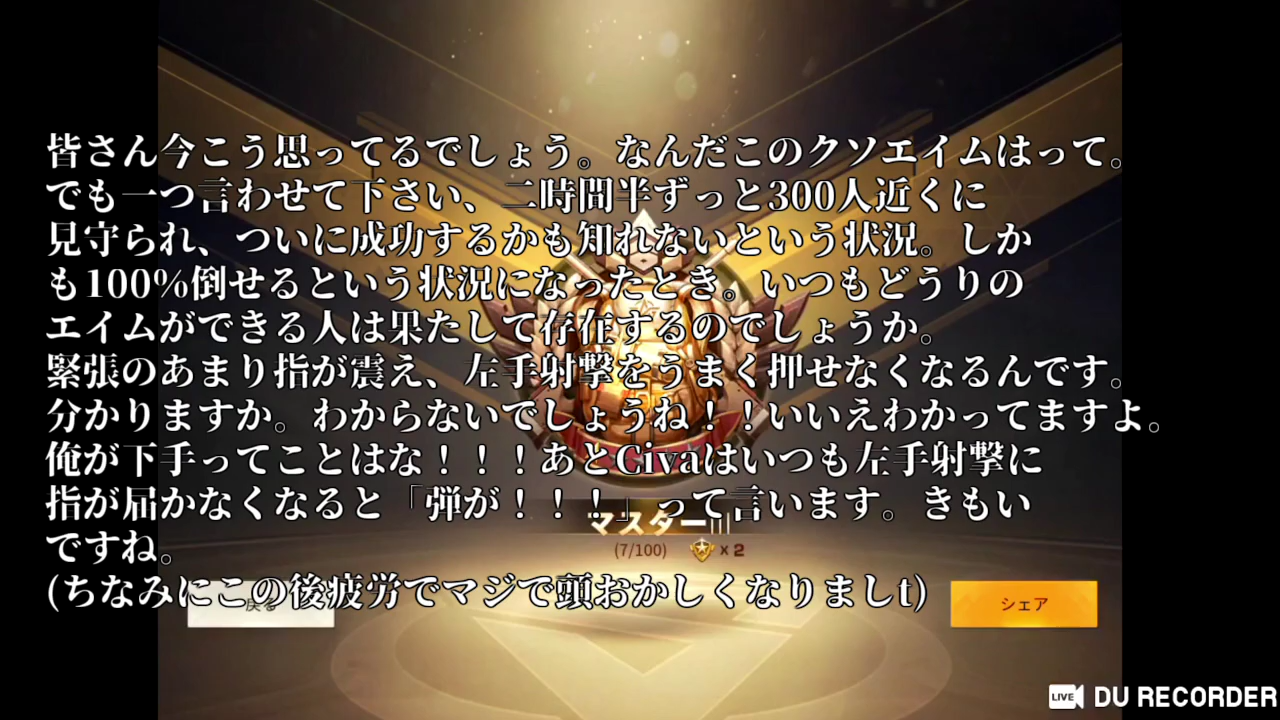 皆さん今こう思ってるでしょう。なんだこのクソエイムはって。
でも一つ言わせて下さい、二時間半ずっと300人近くに
見守られ、ついに成功するかも知れないという状況。しか
も100%倒せるという状況になったとき。いつもどうりの
エイムができる人は果たして存在するのでしょうか。
緊張のあまり指が震え、左手射撃をうまく押せなくなるんです。
分かりますか。わからないでしょうね！！いいえわかってますよ。
俺が下手ってことはな！！！あとCivaはいつも左手射撃に
指が届かなくなると「弾が！！！」って言います。きもい
ですね。
マスターIII
(7/100) x 2
(ちなみにこの後疲労でマジで頭おかしくなりましt)
戻る
シェア
LIVE DU RECORDER